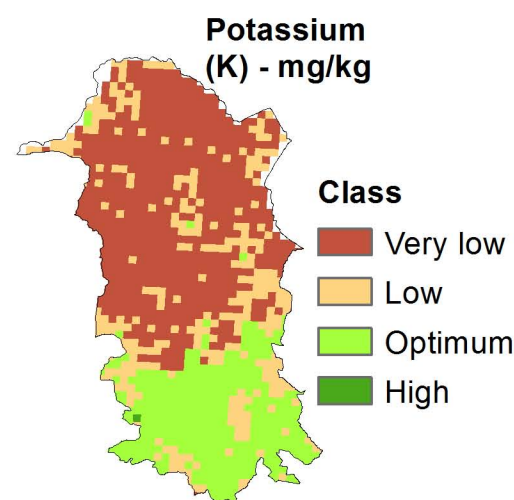 Potassium
(K) - mg/kg
Class
Very low
Low
Optimum
High